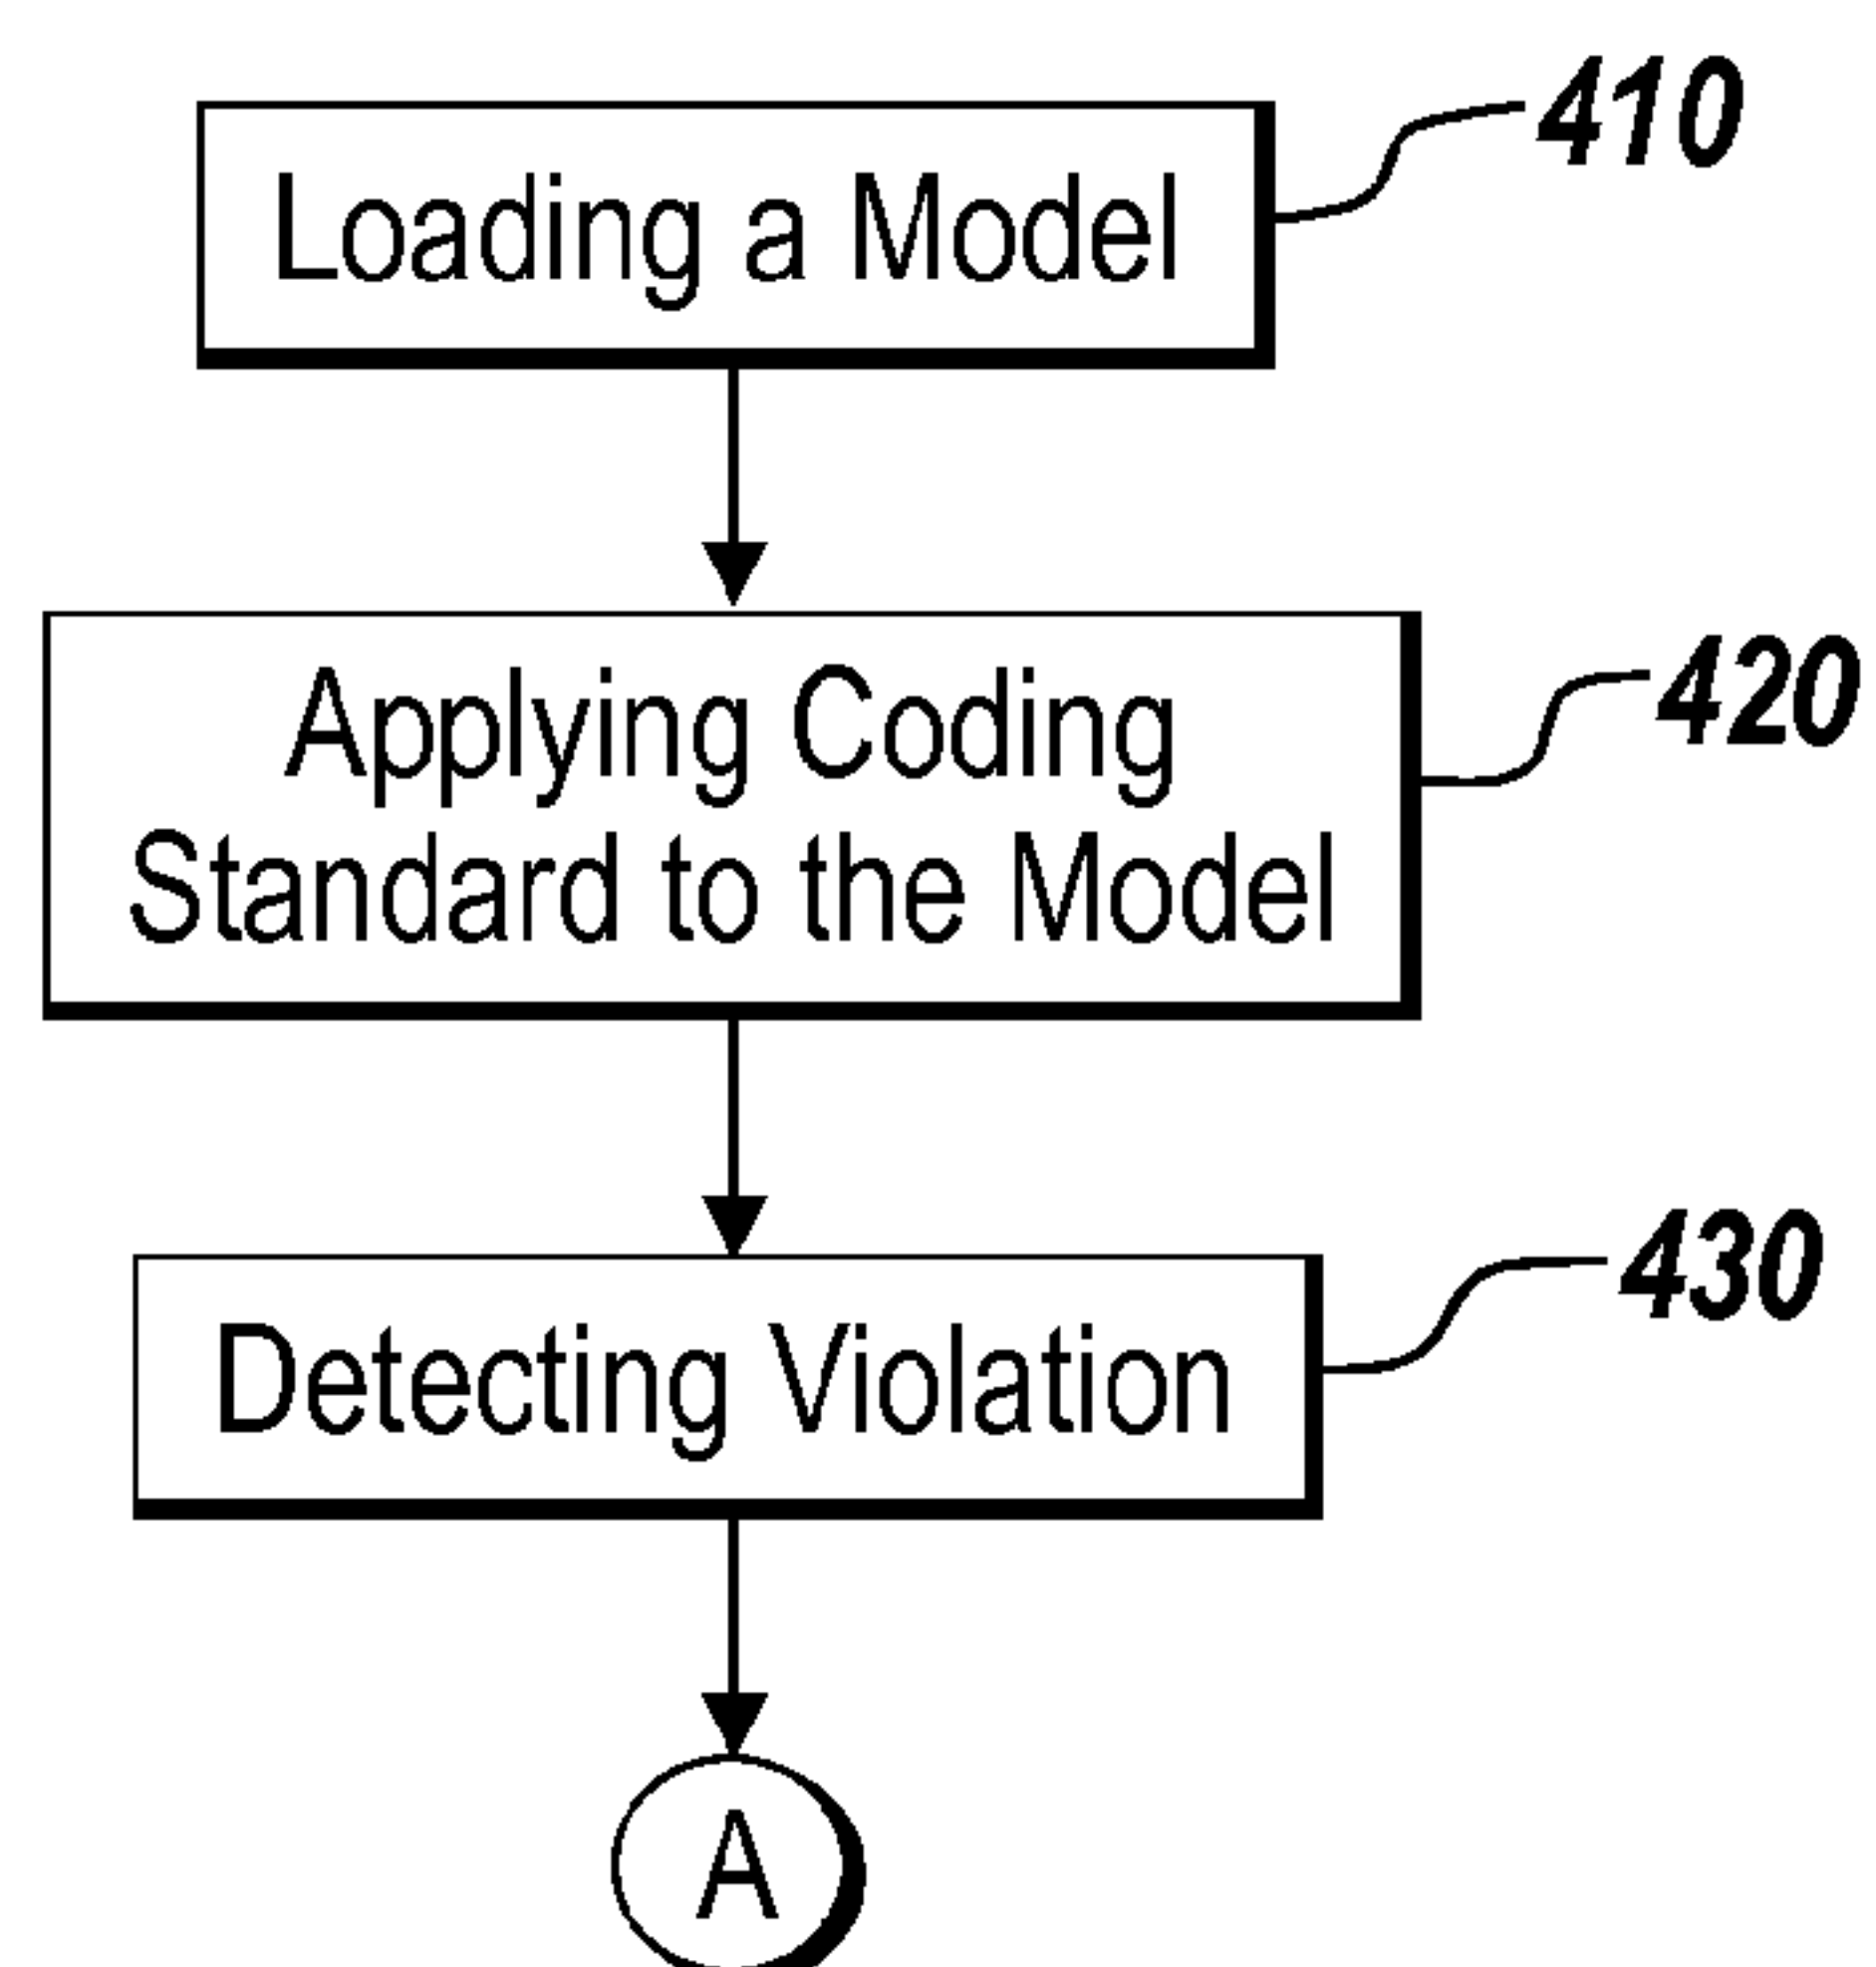 410
Loading a Model
420
Applying Coding
Standard to the Model
430
Detecting Violation
A